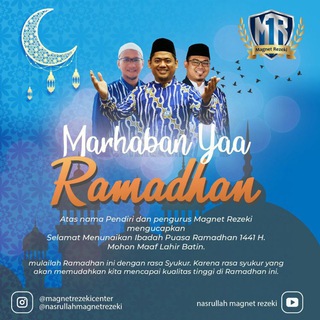 M1R
Magnet Rezeki
Marhaban Yaa
Ramadhan
Atas nama Pendiri dan pengurus Magnet Rezeki
mengucapkan
Selamat Menunaikan Ibadah Puasa Ramadhan 1441 H.
Mohon Maaf Lahir Batin.
mulailah Ramadhan ini dengan rasa Syukur. Karena rasa syukur yang
akan memudahkan kita mencapai kualitas tinggi di Ramadhan ini.
@magnetrezekicenter
@nasrullahmagnetrezeki
nasrullah magnet rezeki